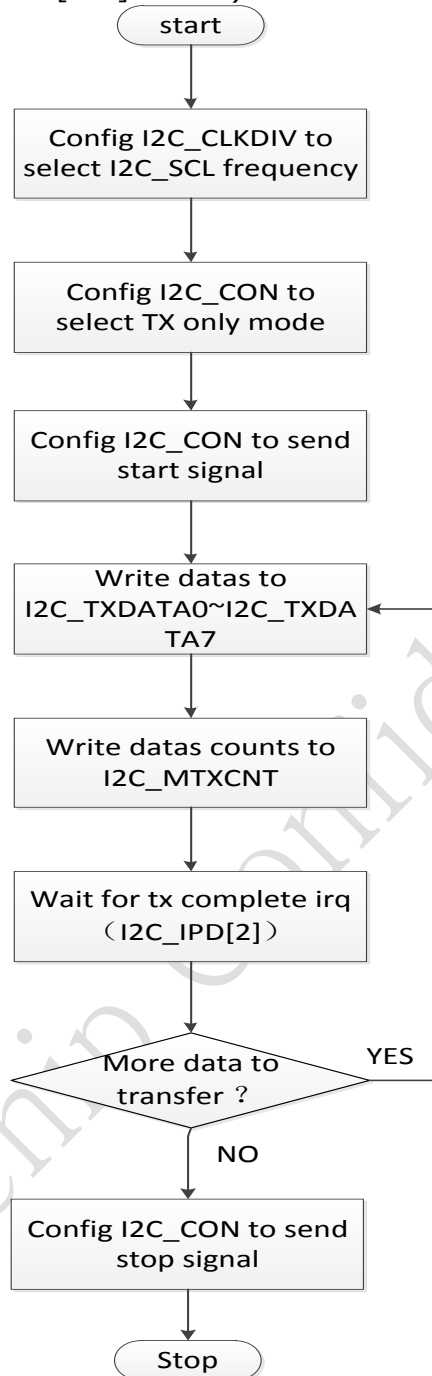 start
Config I2C_CLKDIV to
select I2C_SCL frequency
Config I2C_CON to
select TX only mode
Config I2C_CON to send
start signal
Write datas to
I2C_TXDATA0~I2C_TXDA
TA7
Write datas counts to
I2C_MTXCNT
Wait for tx complete irq
（I2C_IPD[2]）
More data to
transfer ？
YES
NO
Config I2C_CON to send
stop signal
Stop